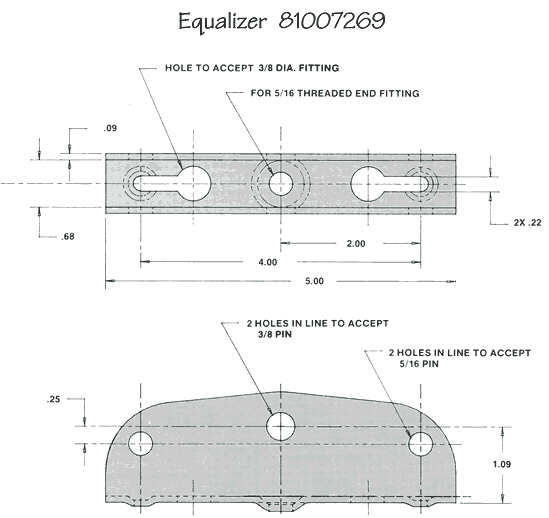 Equalizer 81007269
HOLE TO ACCEPT 3/8 DIA. FITTING
FOR 5/16 THREADED END FITTING
.09
.68
2X .22
2.00
4.00
5.00
2 HOLES IN LINE TO ACCEPT
3/8 PIN
2 HOLES IN LINE TO ACCEPT
5/16 PIN
.25
1.09